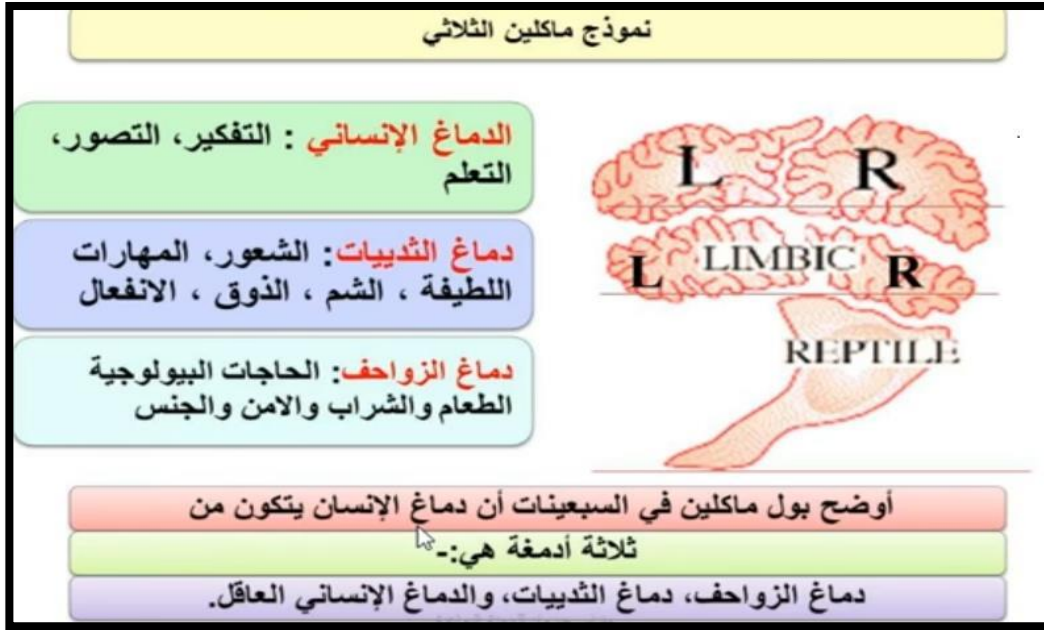 نموذج ماكلين الثلاثي
الدماغ الإنساني : التفكير، التصور،
التعلم
L R
دماغ الثدييات: الشعور، المهارات
اللطيفة ، الشم ، الذوق ، الانفعال
L LIMBIC R
دماغ الزواحف: الحاجات البيولوجية
الطعام والشراب والامن والجنس
REPTILE
أوضح بول ماكلين في السبعينات أن دماغ الإنسان يتكون من
ثلاثة أدمغة هي:-
دماغ الزواحف، دماغ الثدييات، والدماغ الإنساني العاقل.